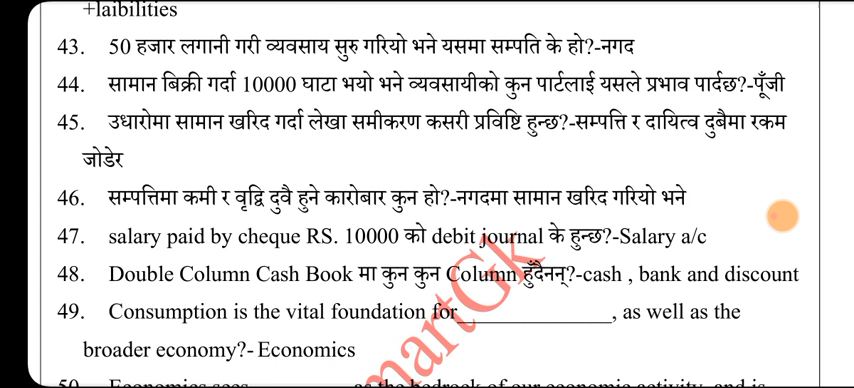 +laibilities
43. 50 हजार लगानी गरी व्यवसाय सुरु गरियो भने यसमा सम्पति के हो?-नगद
44. सामान बिक्री गर्दा 10000 घाटा भयो भने व्यवसायीको कुन पार्टलाई यसले प्रभाव पार्दछ?-पूँजी
45. उधारोमा सामान खरिद गर्दा लेखा समीकरण कसरी प्रविष्टि हुन्छ?-सम्पत्ति र दायित्व दुबैमा रकम
जोडेर
46. सम्पत्तिमा कमी र वृद्वि दुवै हुने कारोबार कुन हो?-नगदमा सामान खरिद गरियो भने
47. salary paid by cheque RS. 10000 को debit journal के हुन्छ?-Salary a/c
48. Double Column Cash Book मा कुन कुन Column हुँदैनन्?-cash , bank and discount
49. Consumption is the vital foundation for_______________, as well as the
broader economy?- Economics
martGk